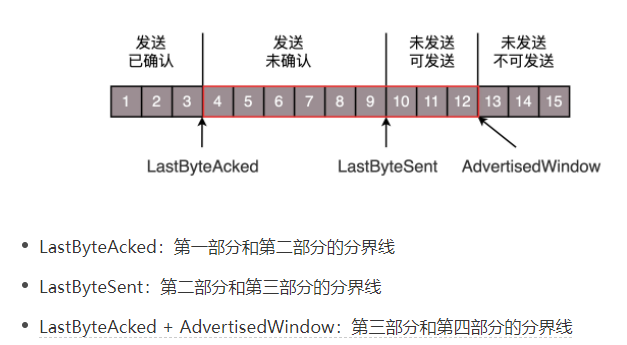 发送 发送 未发送 未发送
已确认 未确认 可发送 不可发送
1 2 3 4 5 6 7 8 9 10 11 12 13 14 15
LastByteAcked LastByteSent AdvertisedWindow
LastByteAcked：第一部分和第二部分的分界线
LastByteSent：第二部分和第三部分的分界线
LastByteAcked + AdvertisedWindow：第三部分和第四部分的分界线